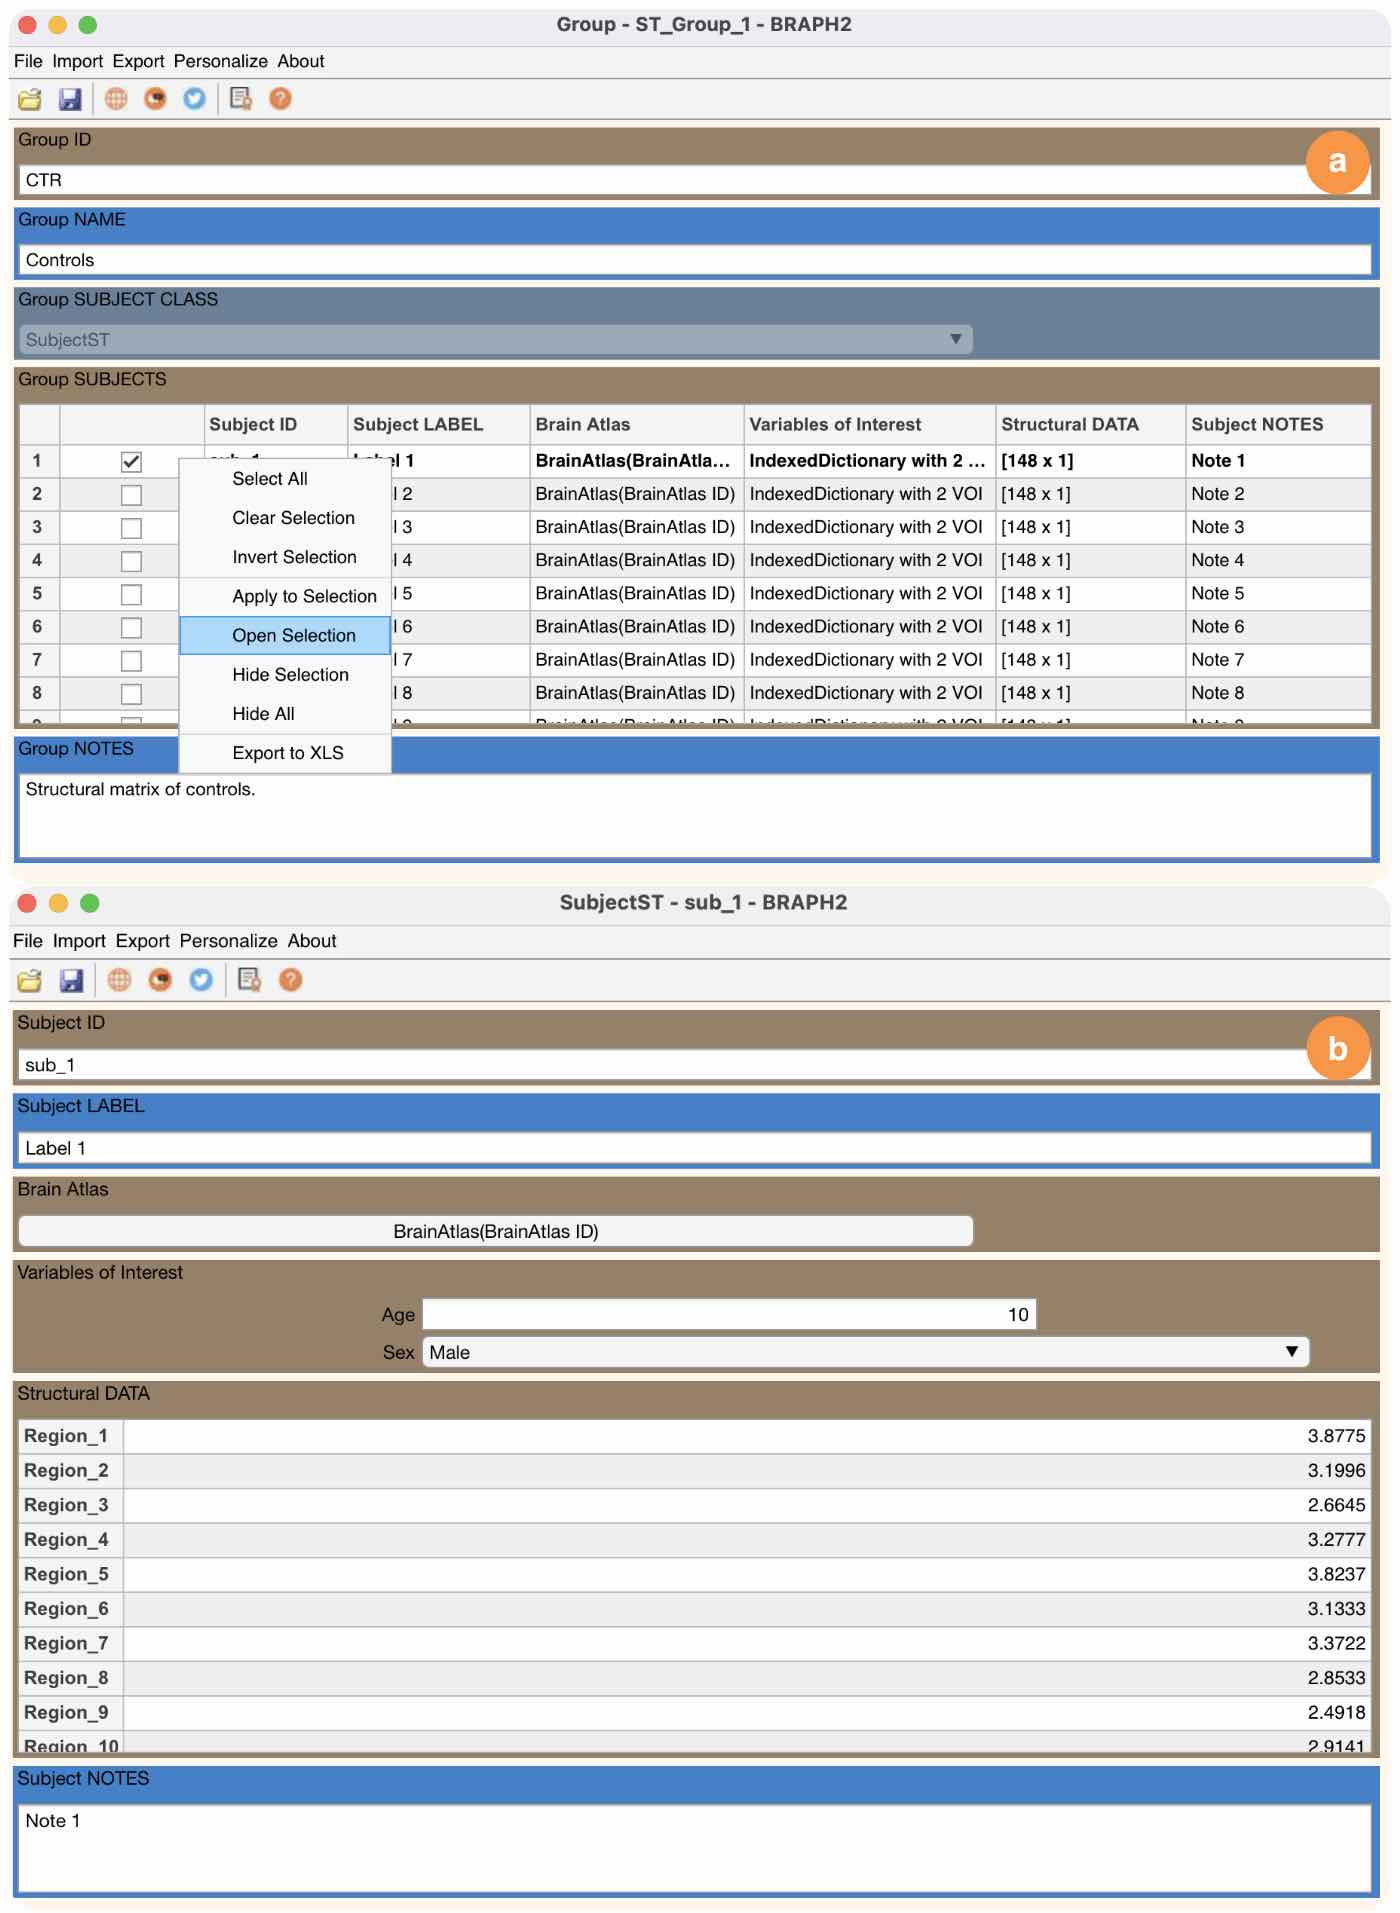 Group - ST_Group_1 - BRAPH2
File Import Export Personalize About
Group ID
a
CTR
Group NAME
Controls
Group SUBJECT CLASS
SubjectST
Group SUBJECTS
Subject ID Subject LABEL Brain Atlas Variables of Interest Structural DATA Subject NOTES
1 l 1 BrainAtlas(BrainAtla... IndexedDictionary with 2 ... [148 x 1] Note 1
Select All
2 l 2 BrainAtlas(BrainAtlas ID) IndexedDictionary with 2 VOI [148 x 1] Note 2
Clear Selection
3 l 3 BrainAtlas(BrainAtlas ID) IndexedDictionary with 2 VOI [148 x 1] Note 3
Invert Selection
4 l 4 BrainAtlas(BrainAtlas ID) IndexedDictionary with 2 VOI [148 x 1] Note 4
Apply to Selection
5 l 5 BrainAtlas(BrainAtlas ID) IndexedDictionary with 2 VOI [148 x 1] Note 5
6 l 6 BrainAtlas(BrainAtlas ID) IndexedDictionary with 2 VOI [148 x 1] Note 6
Open Selection
7 l 7 BrainAtlas(BrainAtlas ID) IndexedDictionary with 2 VOI [148 x 1] Note 7
Hide Selection
8 l 8 BrainAtlas(BrainAtlas ID) IndexedDictionary with 2 VOI [148 x 1] Note 8
Hide All
Export to XLS
Group NOTES
Structural matrix of controls.
SubjectST - sub_1 - BRAPH2
File Import Export Personalize About
Subject ID
b
sub_1
Subject LABEL
Label 1
Brain Atlas
BrainAtlas(BrainAtlas ID)
Variables of Interest
Age 10
Sex Male
Structural DATA
Region_1 3.8775
Region_2 3.1996
Region_3 2.6645
Region_4 3.2777
Region_5 3.8237
Region_6 3.1333
Region_7 3.3722
Region_8 2.8533
Region_9 2.4918
Region_10 2.9141
Subject NOTES
Note 1